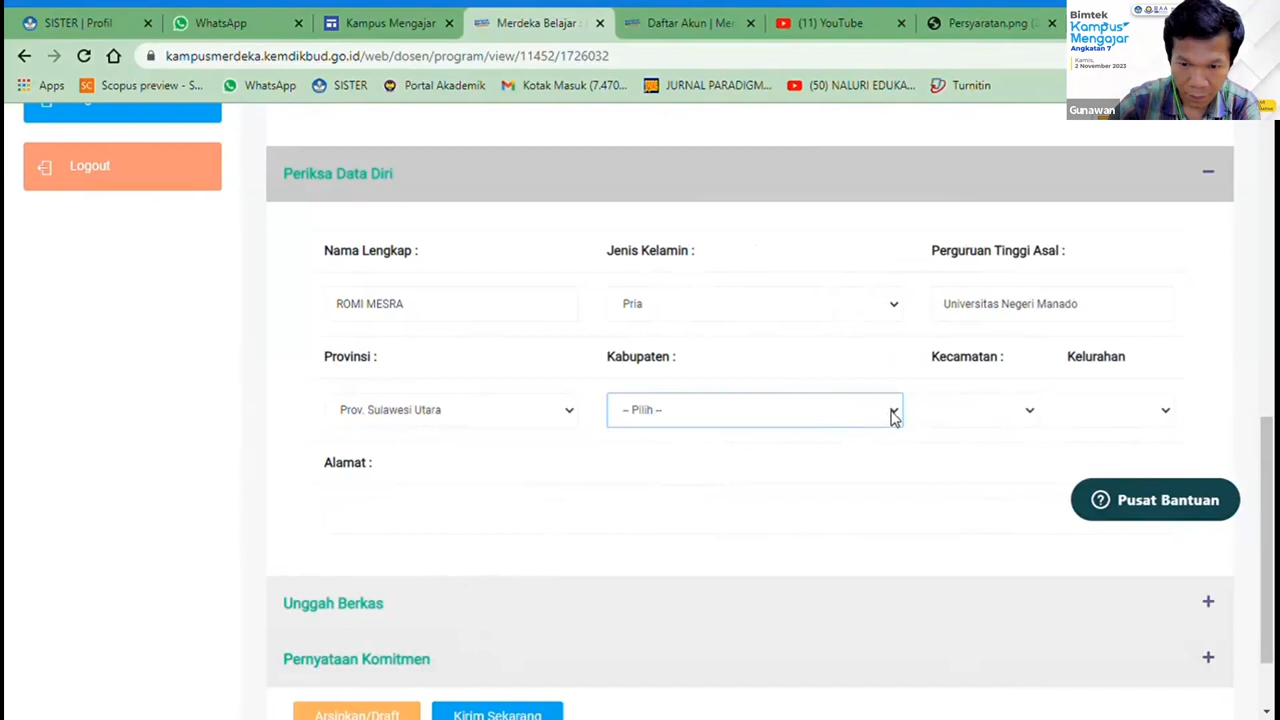 SISTER | Profil
WhatsApp
Kampus Mengajar
Merdeka Belajar :
Daftar Akun | Mer
(11) YouTube
Persyaratan.png (
kampusmerdeka.kemdikbud.go.id/web/dosen/program/view/11452/1726032
Apps
Scopus preview - S...
WhatsApp
SISTER
Portal Akademik
Kotak Masuk (7.470...
JURNAL PARADIGM...
(50) NALURI EDUKA...
Turnitin
Bimtek
Kampus
Mengajar
Angkatan 7
Kamis,
2 November 2023
Gunawan
Logout
Periksa Data Diri
Nama Lengkap :
Jenis Kelamin :
Perguruan Tinggi Asal :
ROMI MESRA
Pria
Universitas Negeri Manado
Provinsi :
Kabupaten :
Kecamatan :
Kelurahan
Prov. Sulawesi Utara
-- Pilih --
Alamat :
Pusat Bantuan
Unggah Berkas
Pernyataan Komitmen
Arsipkan/Draft
Kirim Sekarang